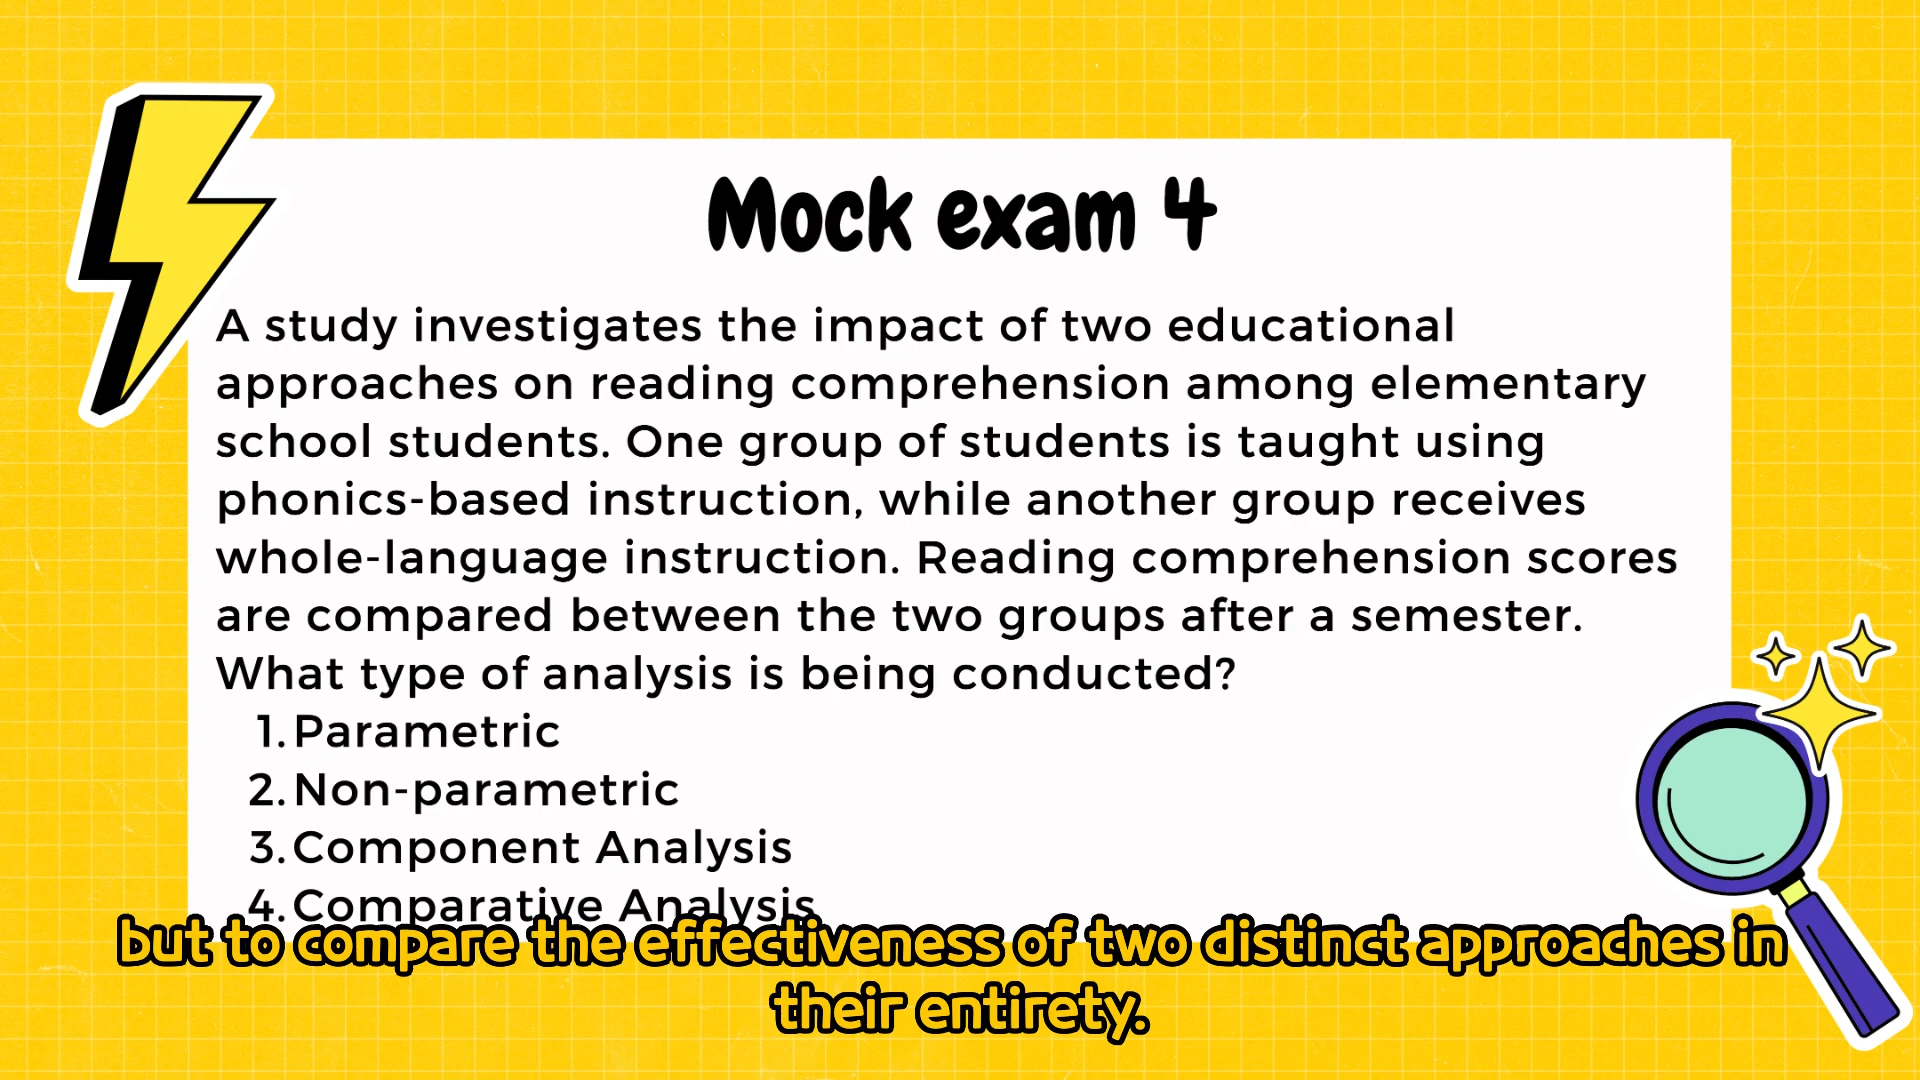 Mock exam 4
A study investigates the impact of two educational
approaches on reading comprehension among elementary
school students. One group of students is taught using
phonics-based instruction, while another group receives
whole-language instruction. Reading comprehension scores
are compared between the two groups after a semester.
What type of analysis is being conducted?
1. Parametric
2. Non-parametric
3. Component Analysis
4. Comparative Analysis
but to compare the effectiveness of two distinct approaches in
their entirety.